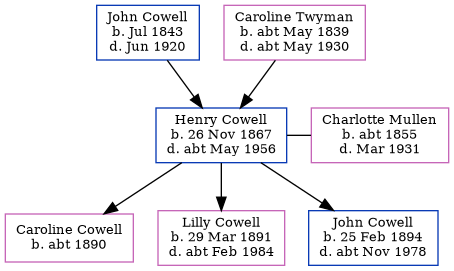 John Cowell
b. Jul 1843
d. Jun 1920
Caroline Twyman
b. abt May 1839
d. abt May 1930
Henry Cowell
b. 26 Nov 1867
d. abt May 1956
Charlotte Mullen
b. abt 1855
d. Mar 1931
Caroline Cowell
b. abt 1890
Lilly Cowell
b. 29 Mar 1891
d. abt Feb 1984
John Cowell
b. 25 Feb 1894
d. abt Nov 1978